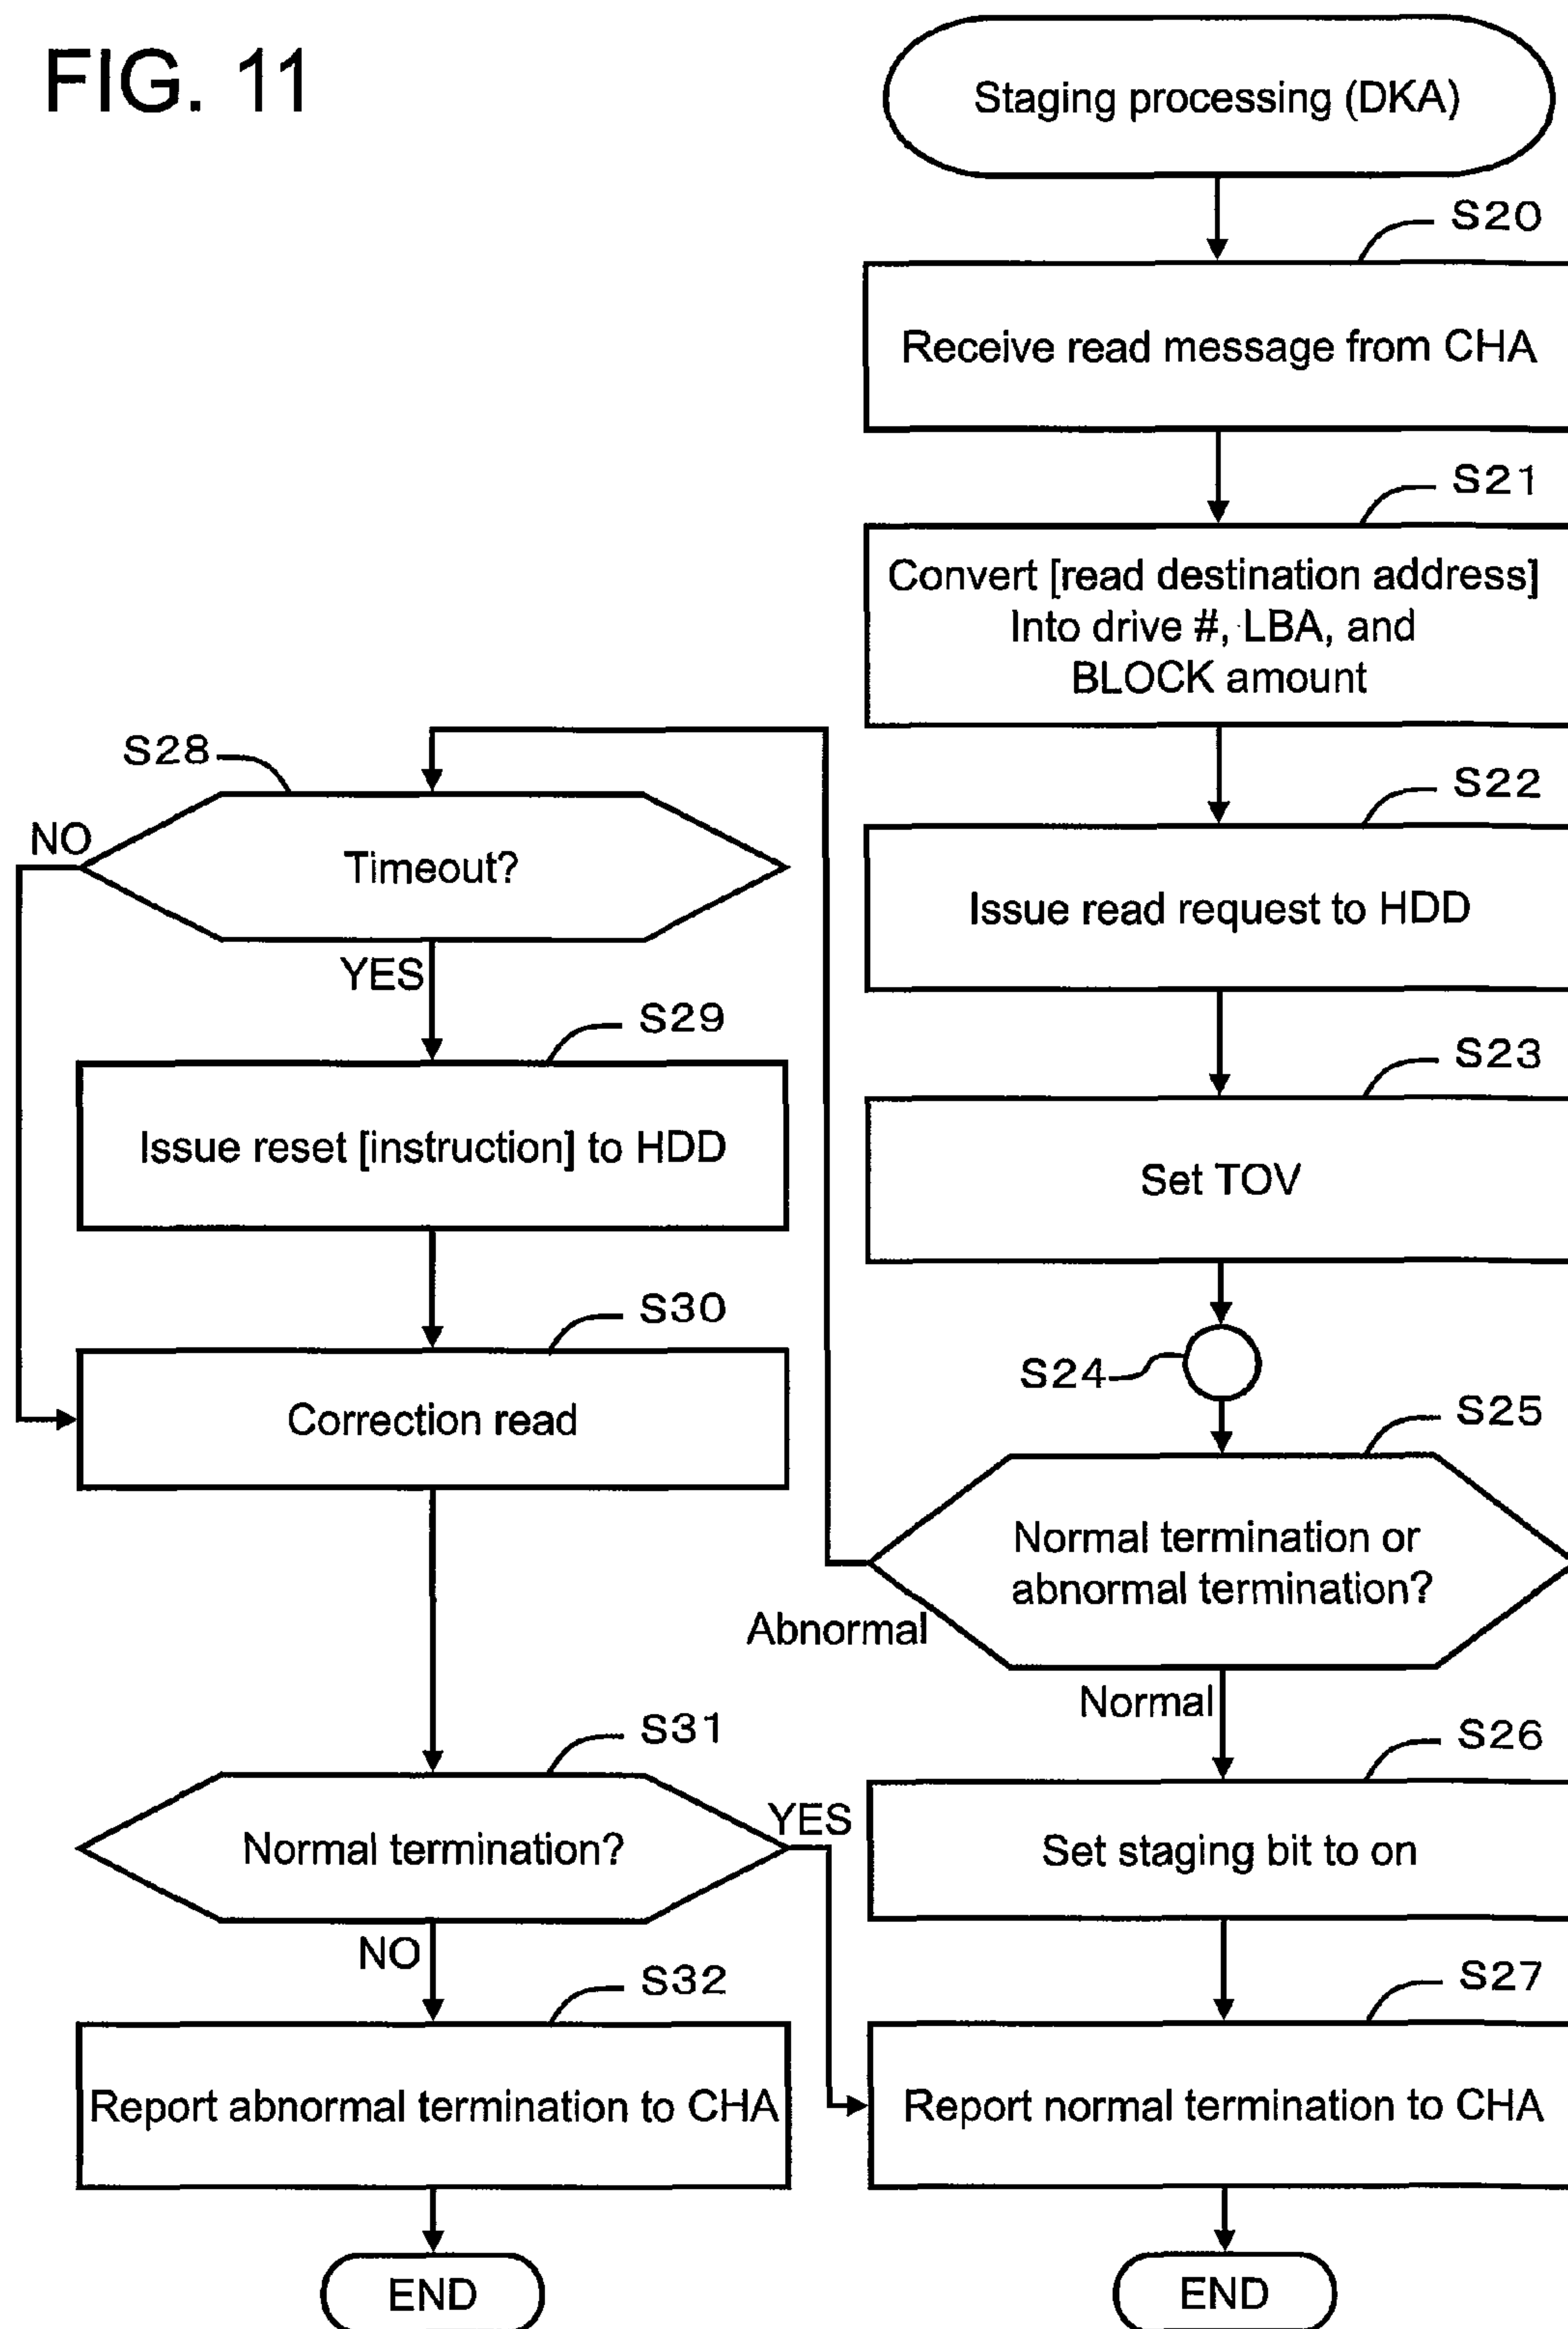 FIG. 11
Staging processing (DKA)
S20
Receive read message from CHA
S21
Convert [read destination address]
Into drive #, LBA, and
BLOCK amount
S22
Issue read request to HDD
S23
Set TOV
S24
S25
Normal termination or
abnormal termination?
Abnormal
Normal
S26
Set staging bit to on
S27
Report normal termination to CHA
END
S28
NO
Timeout?
YES
S29
Issue reset [instruction] to HDD
S30
Correction read
S31
YES
Normal termination?
NO
S32
Report abnormal termination to CHA
END